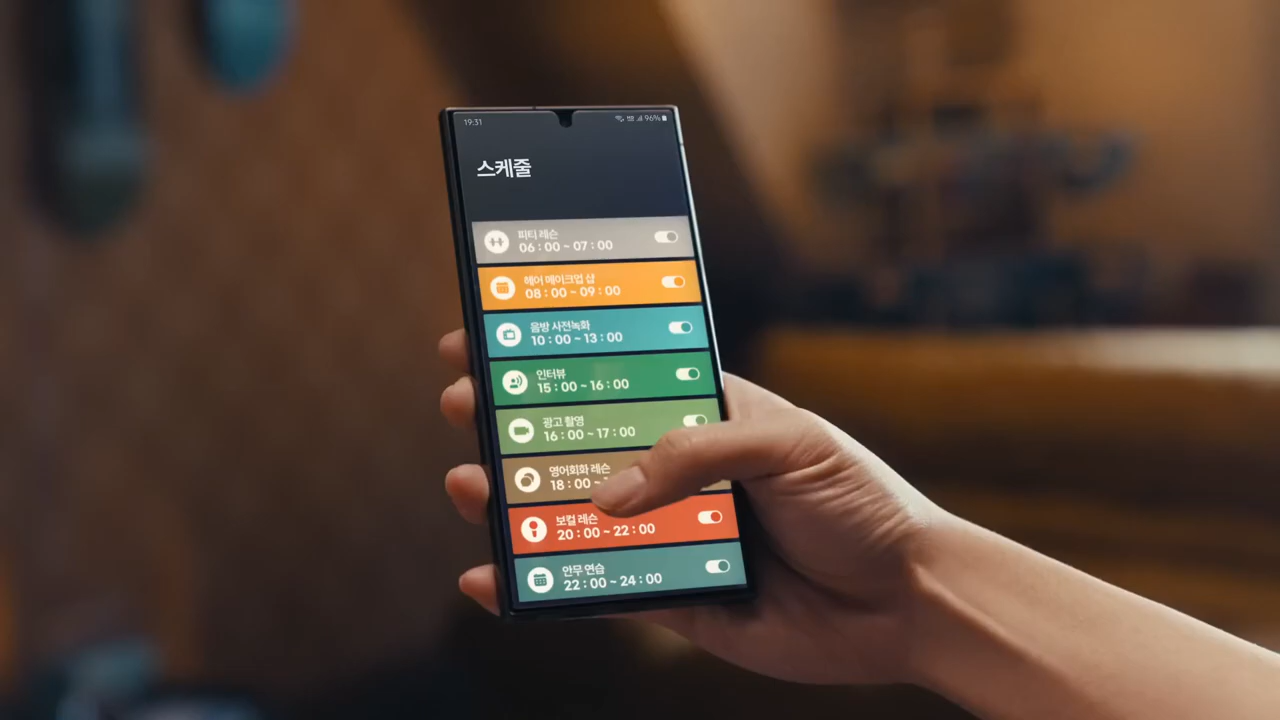 19:31
96%
스케줄
피티 레슨
06 : 00 ~ 07 : 00
헤어 메이크업 샵
08 : 00 ~ 09 : 00
음방 사전녹화
10 : 00 ~ 13 : 00
인터뷰
15 : 00 ~ 16 : 00
광고 촬영
16 : 00 ~ 17 : 00
영어회화 레슨
18 : 00 ~
보컬 레슨
20 : 00 ~ 22 : 00
안무 연습
22 : 00 ~ 24 : 00